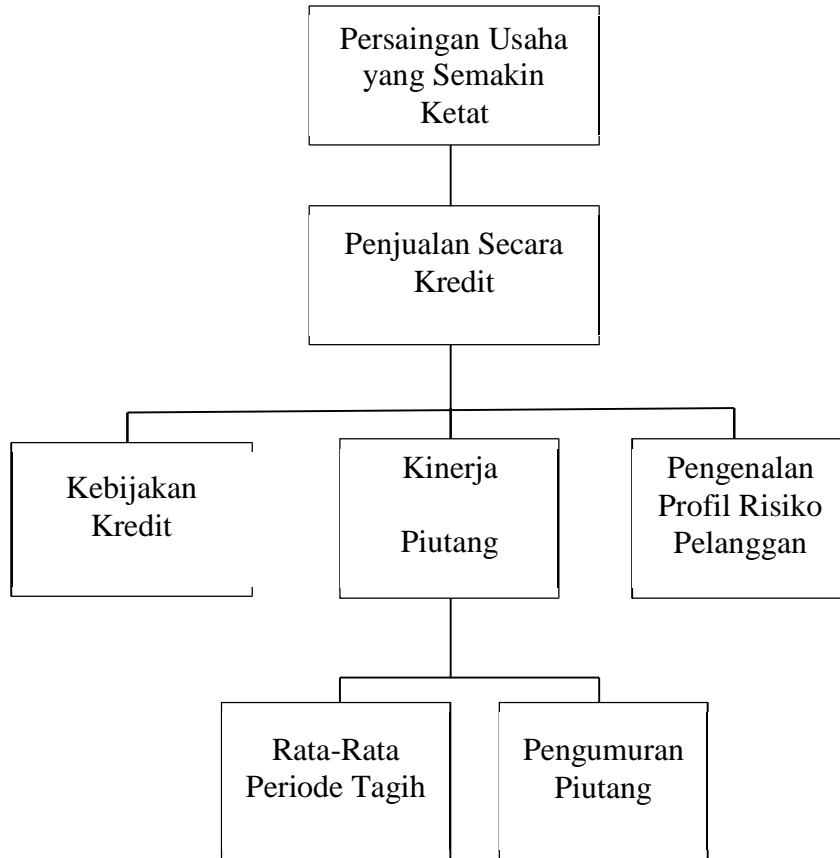 Persaingan Usaha
yang Semakin
Ketat
Penjualan Secara
Kredit
Kebijakan
Kredit
Kinerja
Piutang
Pengenalan
Profil Risiko
Pelanggan
Rata-Rata
Periode Tagih
Pengumuran
Piutang